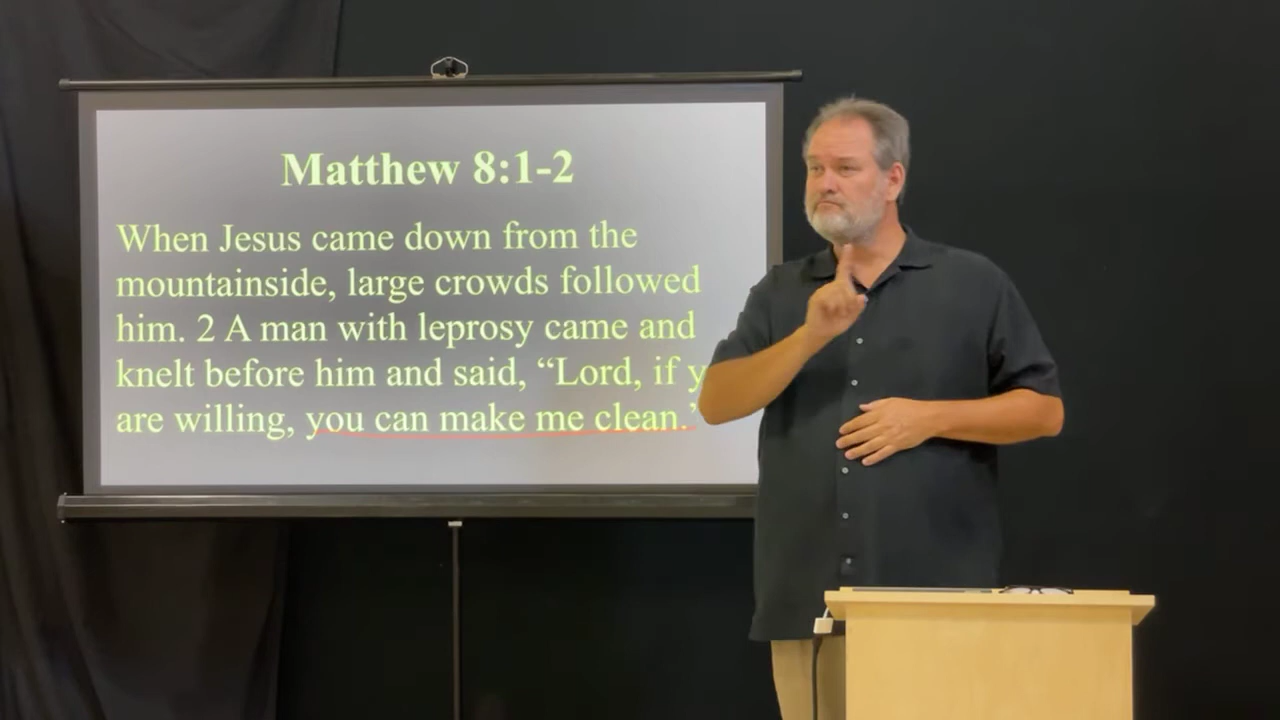 Matthew 8:1-2
When Jesus came down from the
mountainside, large crowds followed
him. 2 A man with leprosy came and
knelt before him and said, “Lord, if y
are willing, you can make me clean.”